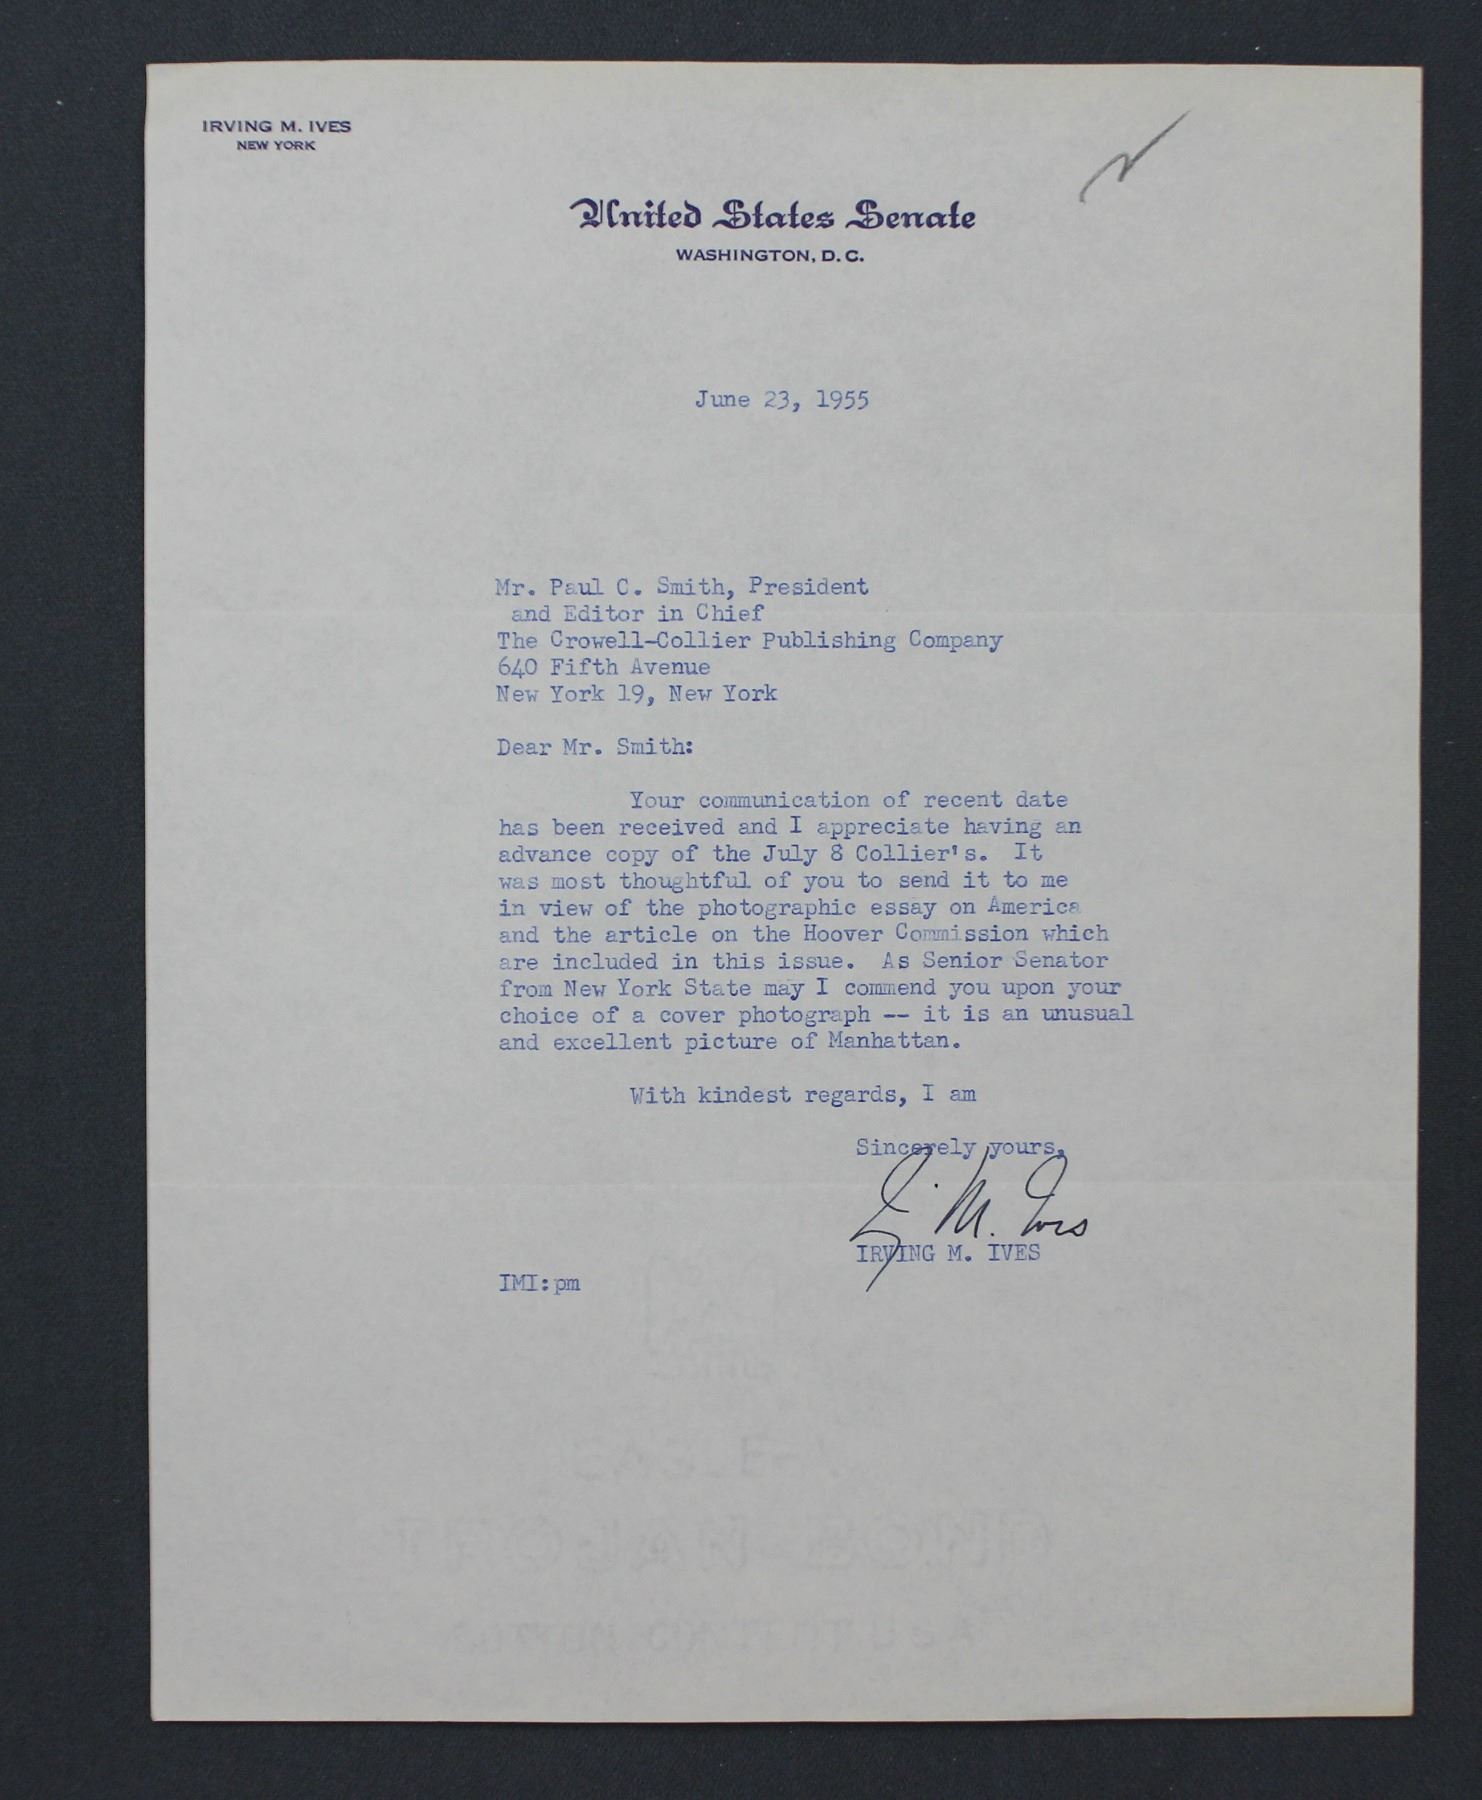 IRVING M. IVES
NEW YORK
United States Senate
WASHINGTON, D. C.
June 23, 1955
Mr. Paul C. Smith, President
and Editor in Chief
The Crowell-Collier Publishing Company
640 Fifth Avenue
New York 19, New York
Dear Mr. Smith:
Your communication of recent date
has been received and I appreciate having an
advance copy of the July 8 Collier's. It
was most thoughtful of you to send it to me
in view of the photographic essay on America
and the article on the Hoover Commission which
are included in this issue. As Senior Senator
from New York State may I commend you upon your
choice of a cover photograph -- it is an unusual
and excellent picture of Manhattan.
With kindest regards, I am
Sincerely yours,
I. M. Ives
IRVING M. IVES
IMI:pm